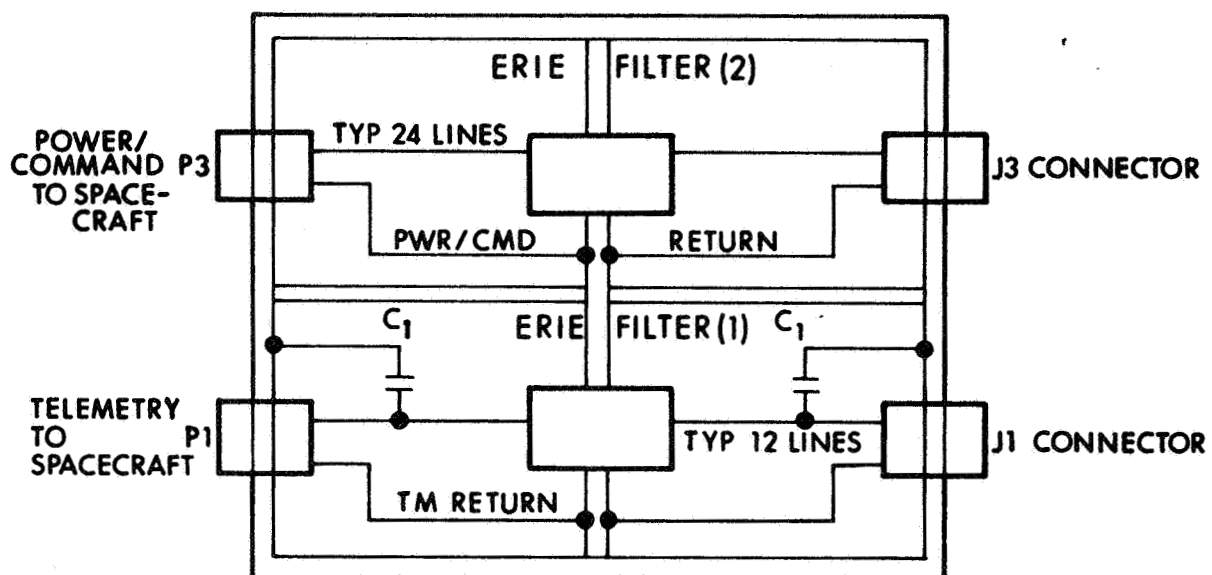 ERIE FILTER (2)
POWER/
COMMAND P3
TO SPACE-
CRAFT
TYP 24 LINES
J3 CONNECTOR
PWR/CMD
RETURN
C1
ERIE FILTER (1)
C1
TELEMETRY
TO P1
SPACECRAFT
TYP 12 LINES
J1 CONNECTOR
TM RETURN